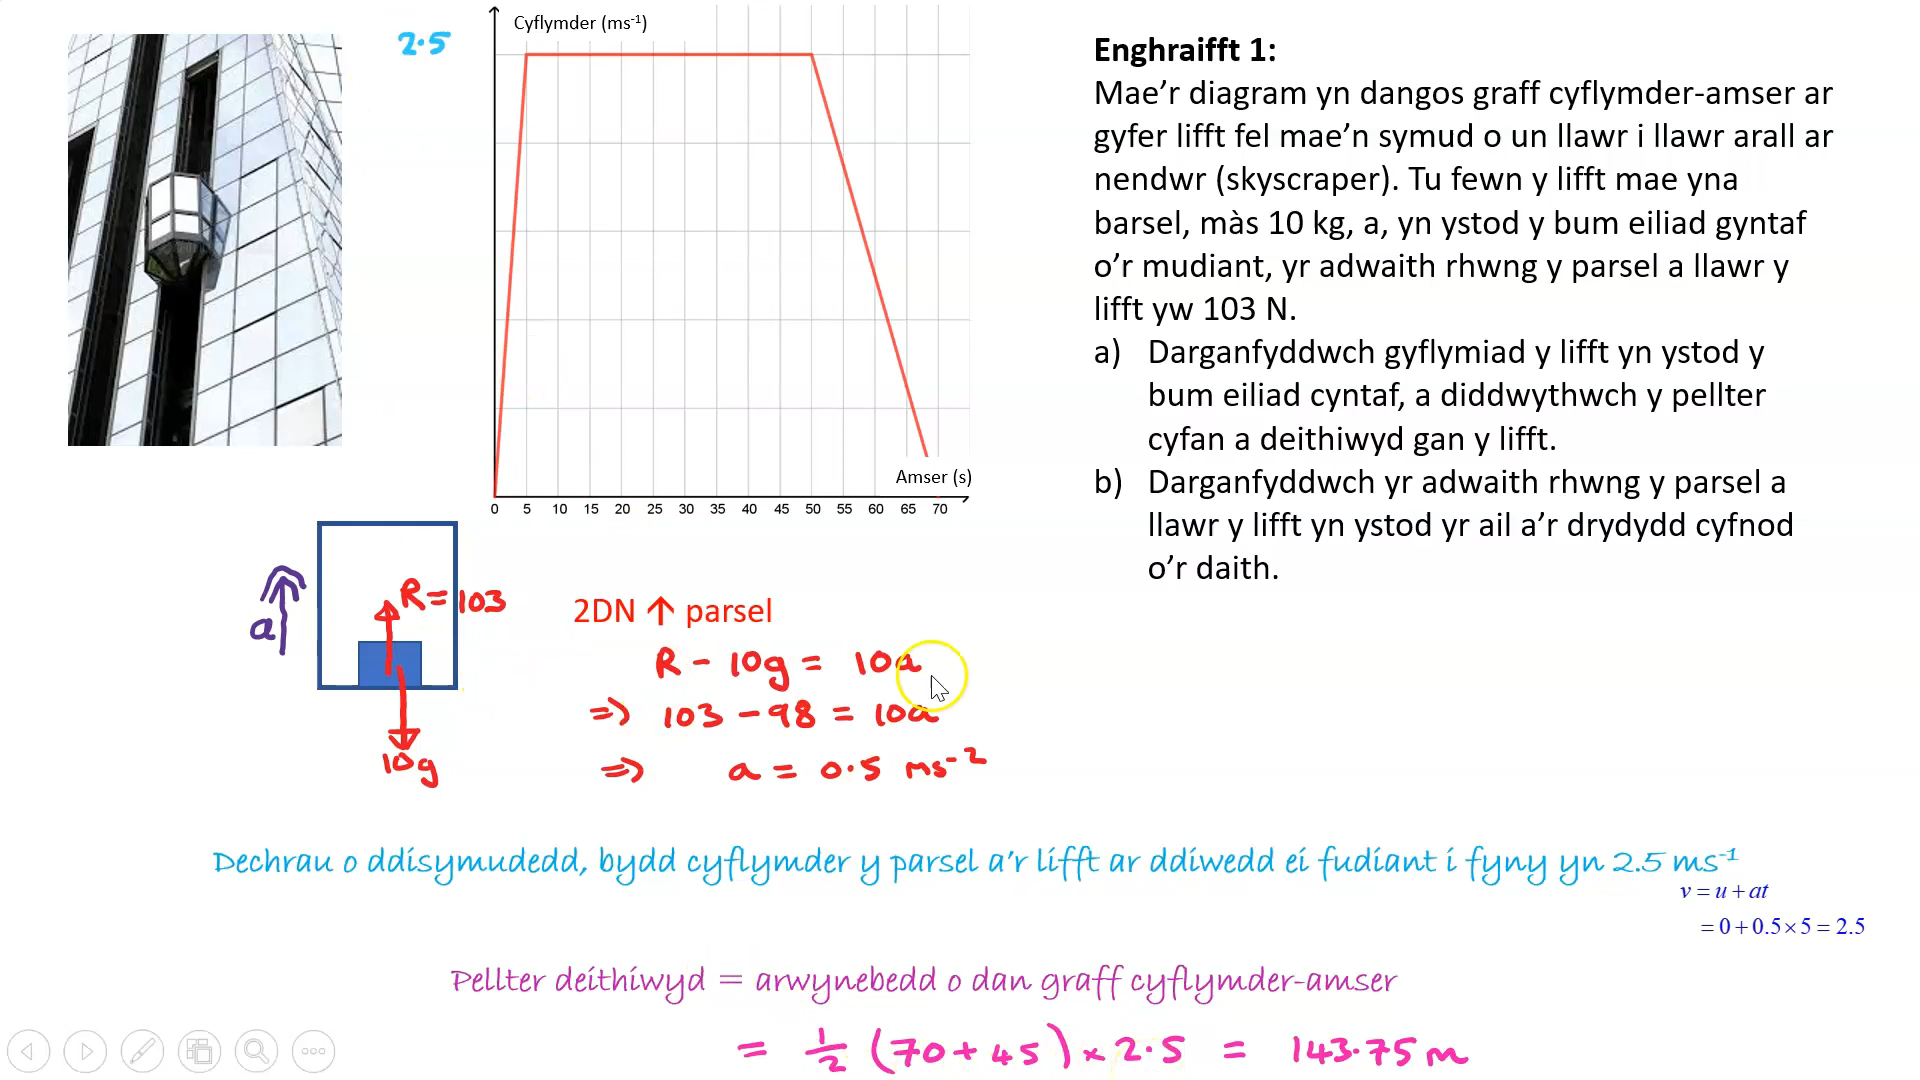 2.5
Cyflymder (ms⁻¹)
Amser (s)
0 5 10 15 20 25 30 35 40 45 50 55 60 65 70
Enghraifft 1:
Mae’r diagram yn dangos graff cyflymder-amser ar
gyfer lifft fel mae’n symud o un llawr i llawr arall ar
nendwr (skyscraper). Tu fewn y lifft mae yna
barsel, màs 10 kg, a, yn ystod y bum eiliad gyntaf
o’r mudiant, yr adwaith rhwng y parsel a llawr y
lifft yw 103 N.
a) Darganfyddwch gyflymiad y lifft yn ystod y
bum eiliad cyntaf, a diddwythwch y pellter
cyfan a deithiwyd gan y lifft.
b) Darganfyddwch yr adwaith rhwng y parsel a
llawr y lifft yn ystod yr ail a’r drydydd cyfnod
o’r daith.
a
R = 103
10g
2DN ↑ parsel
R - 10g = 10a
⇒ 103 - 98 = 10a
⇒ a = 0.5 ms⁻²
Dechrau o ddisymudedd, bydd cyflymder y parsel a’r lifft ar ddiwedd ei fudiant i fyny yn 2.5 ms⁻¹
v = u + at
= 0 + 0.5 × 5 = 2.5
Pellter deithiwyd = arwynebedd o dan graff cyflymder-amser
= ½ (70 + 45) × 2.5 = 143.75 m